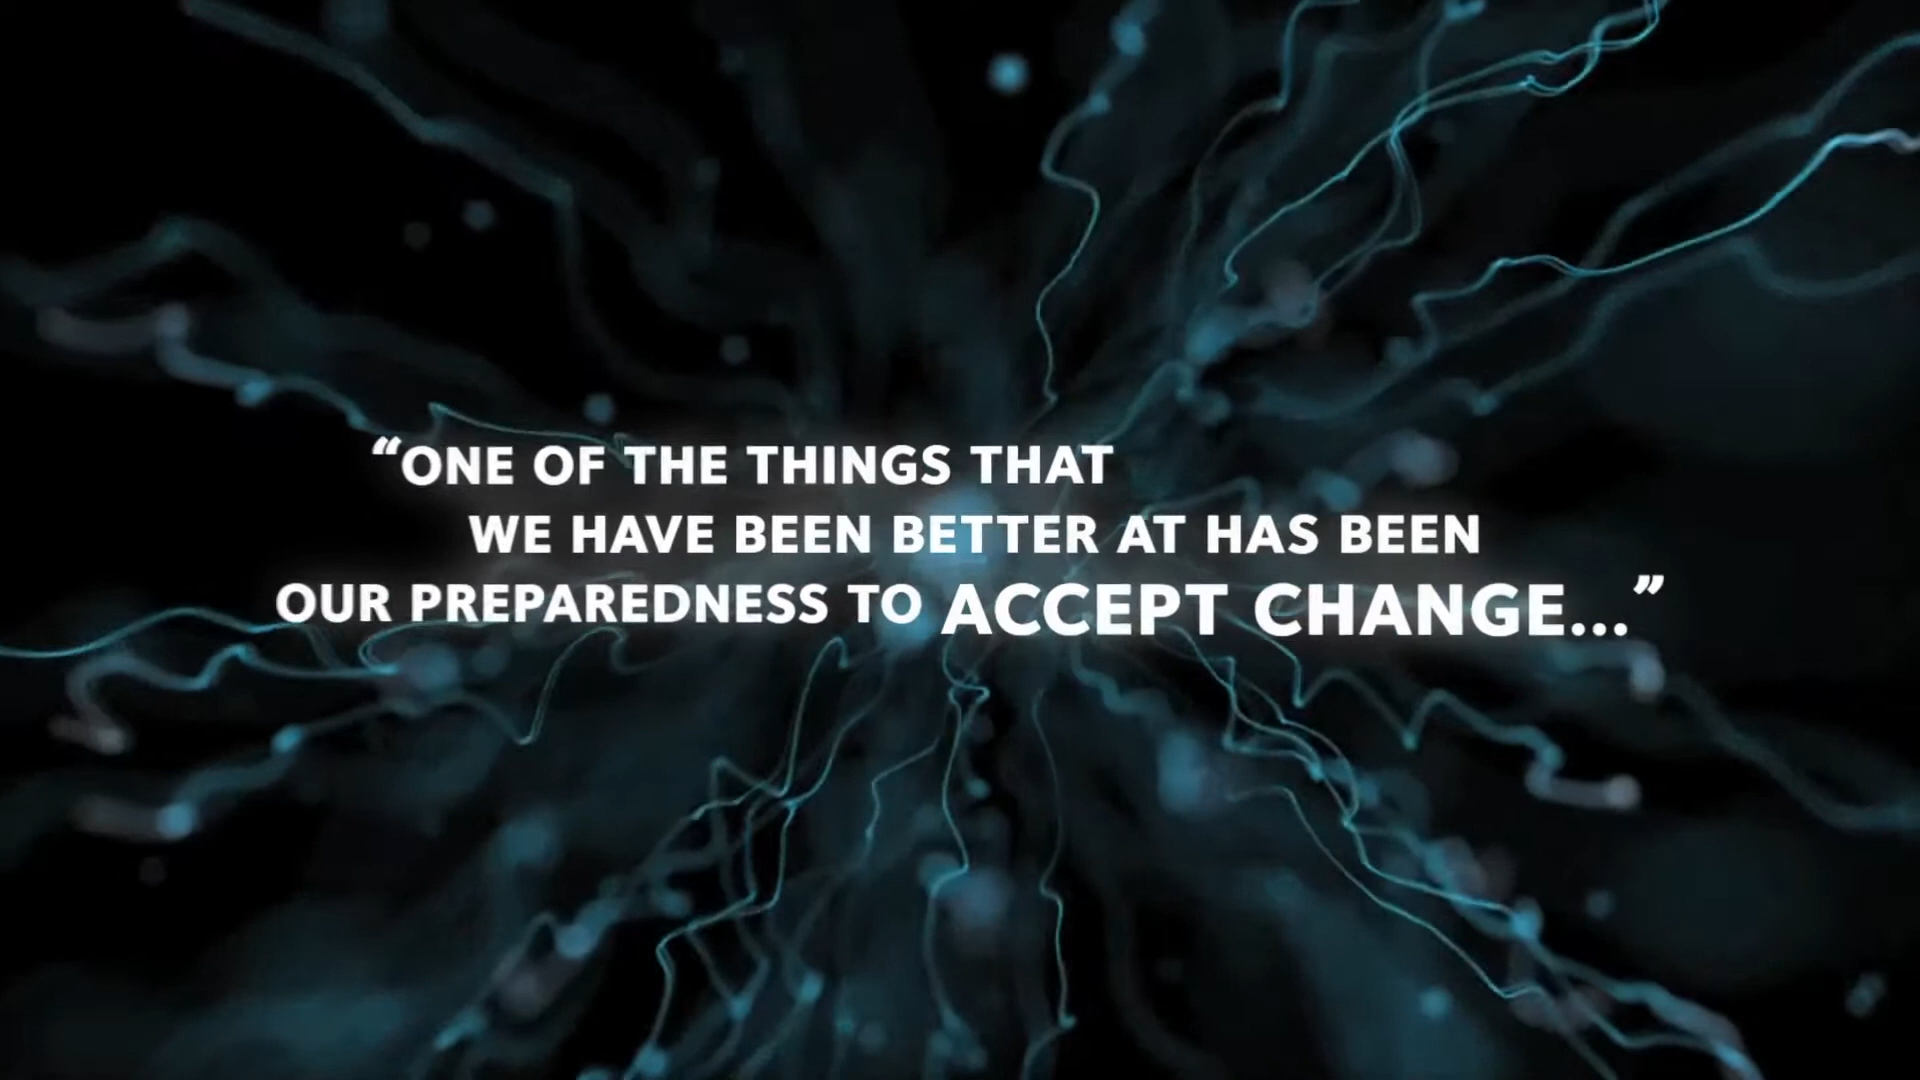 “ONE OF THE THINGS THAT
WE HAVE BEEN BETTER AT HAS BEEN
OUR PREPAREDNESS TO ACCEPT CHANGE...”